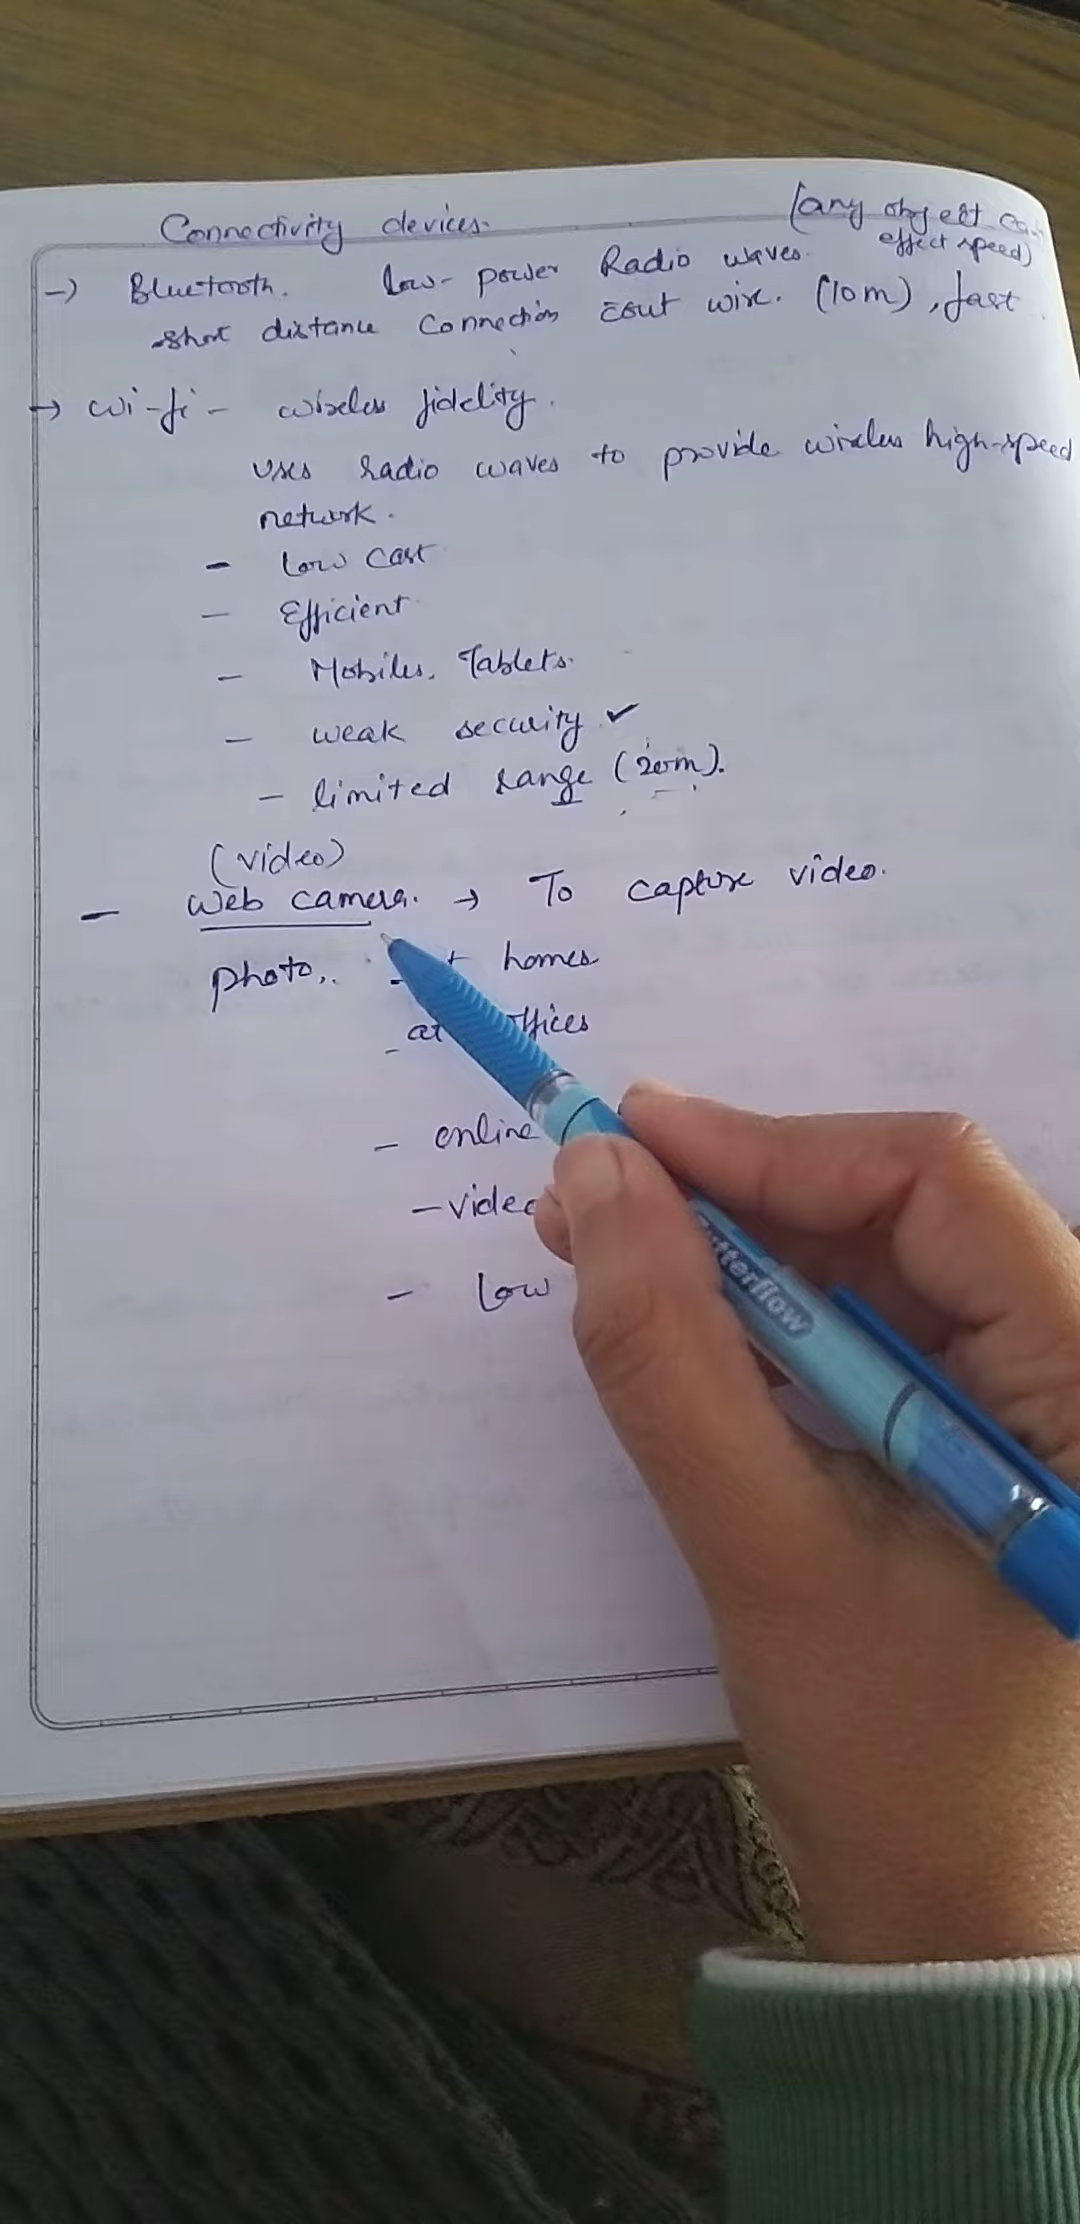 Connectivity devices.
(any object can
effect speed)
→ Bluetooth. Low-power Radio waves.
short distance connection c̄out wire. (10m), fast
→ Wi-fi - wireless fidelity.
uses radio waves to provide wireless high-speed
network.
- Low cost
- Efficient
- Mobiles, Tablets.
- weak security ✓
- limited range (20m).
(video)
- Web camera. → To capture video.
photo,. - homes
- at offices
- online
- video
- Low
Butterflow